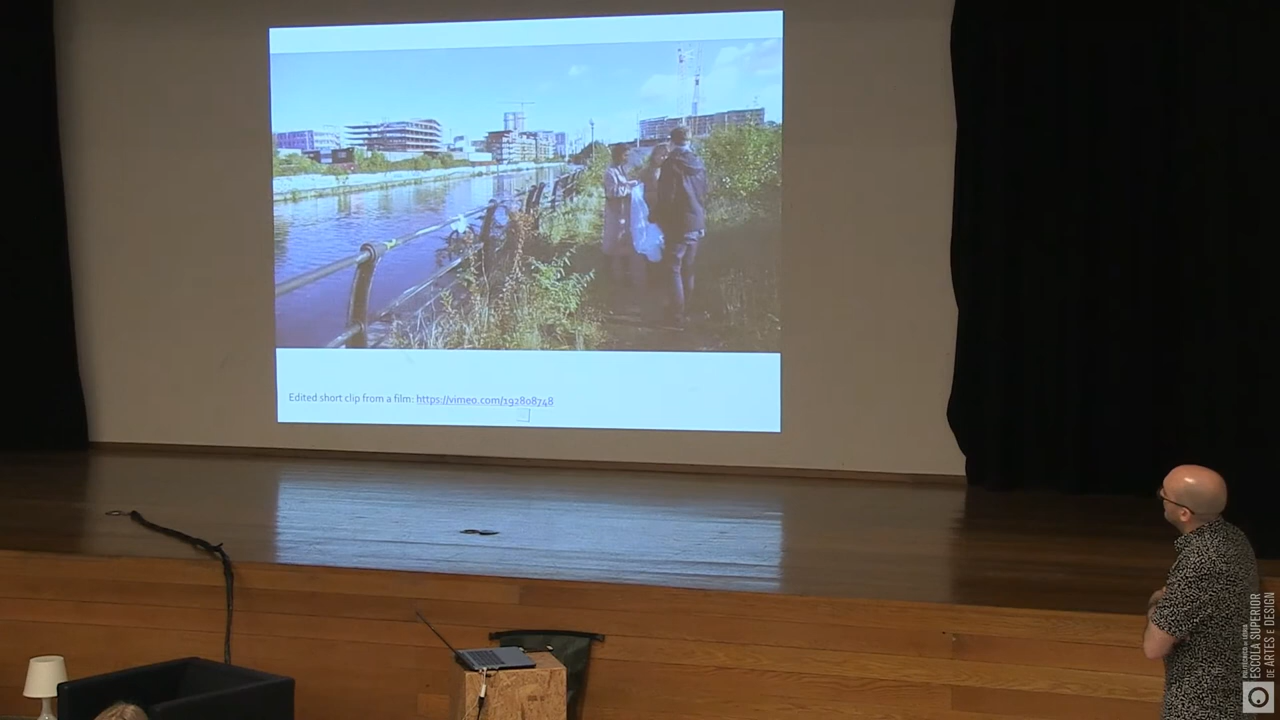 Edited short clip from a film: https://vimeo.com/192808748
ESCOLA SUPERIOR
DE ARTES E DESIGN